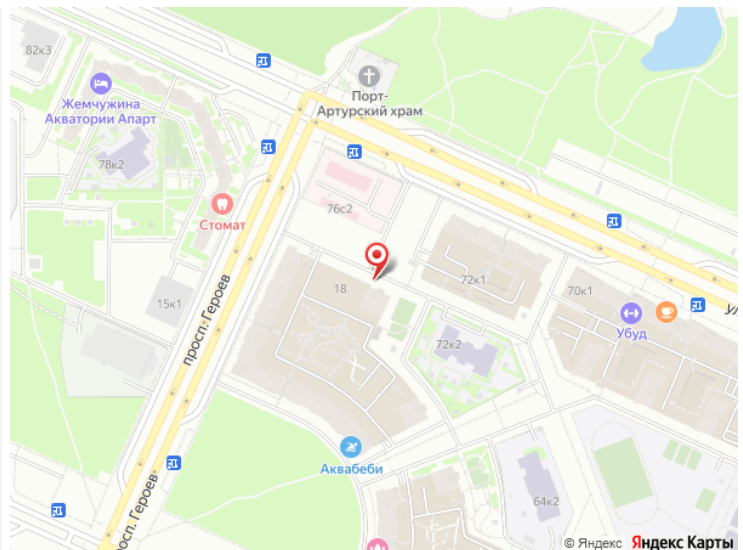 82к3
Жемчужина
Акватории Апарт
Порт-
Артурский храм
78к2
76с2
Стомат
просп. Героев
15к1
18
72к1
70к1
ул
Убуд
72к2
Аквабеби
64к2
просп. Героев
© Яндекс Яндекс Карты